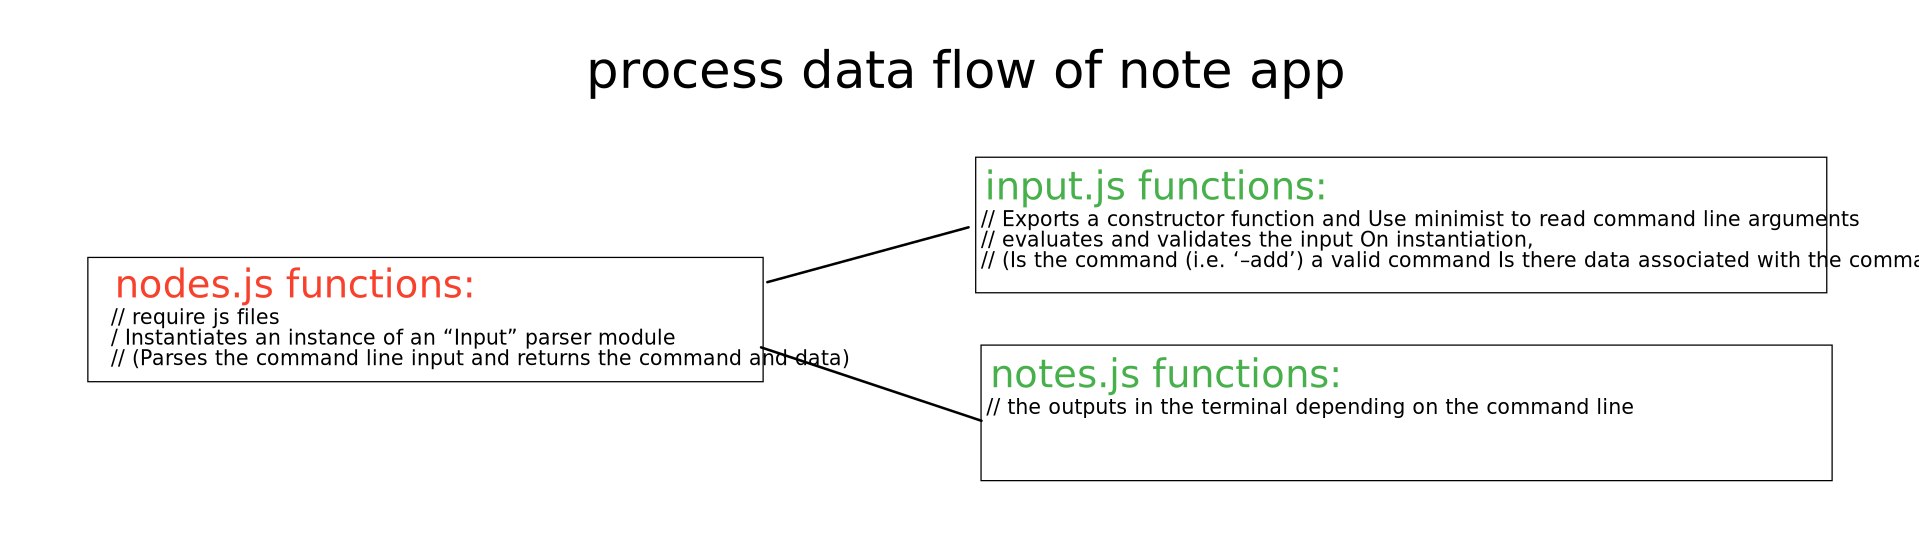 process data flow of note app
nodes.js functions:
// require js files
/ Instantiates an instance of an “Input” parser module
// (Parses the command line input and returns the command and data)
input.js functions:
// Exports a constructor function and Use minimist to read command line arguments
// evaluates and validates the input On instantiation,
// (Is the command (i.e. ‘–add’) a valid command Is there data associated with the
notes.js functions:
// the outputs in the terminal depending on the command line